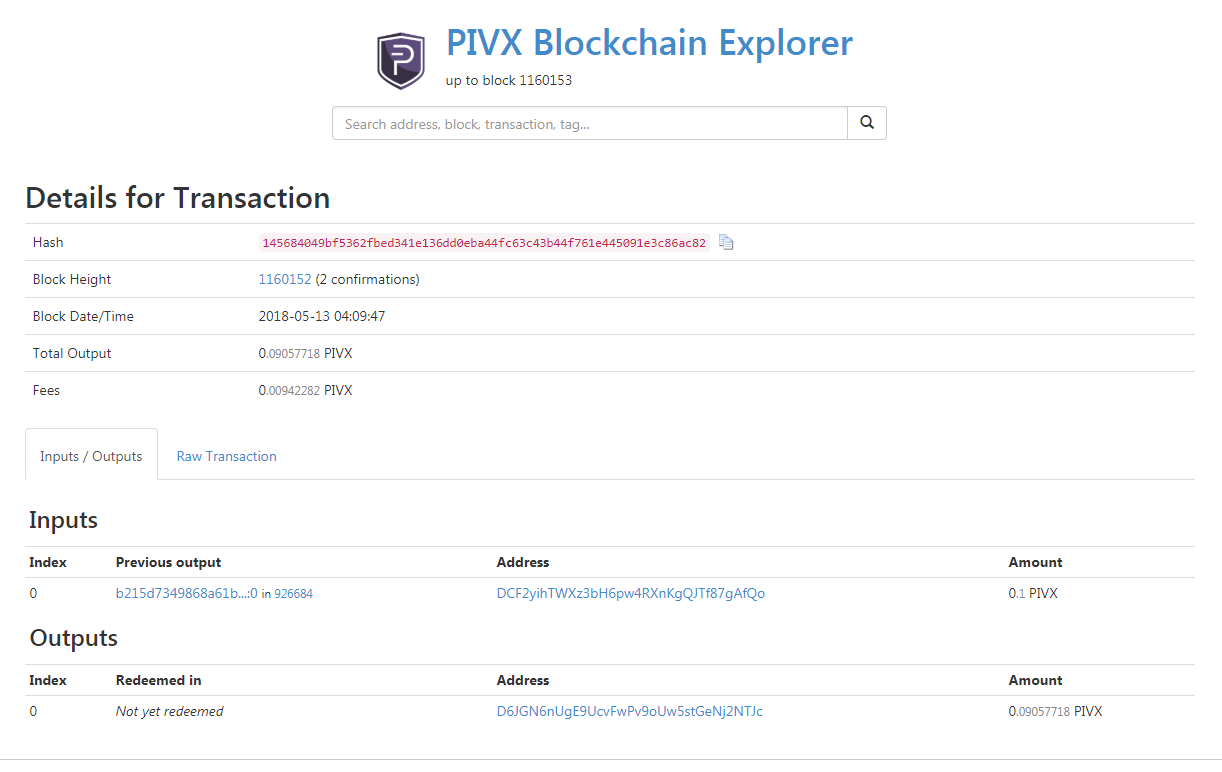 PIVX Blockchain Explorer
up to block 1160153
Search address, block, transaction, tag...
Details for Transaction
Hash 145684049bf5362fbed341e136dd0eba44fc63c43b44f761e445091e3c86ac82
Block Height 1160152 (2 confirmations)
Block Date/Time 2018-05-13 04:09:47
Total Output 0.09057718 PIVX
Fees 0.00942282 PIVX
Inputs / Outputs Raw Transaction
Inputs
Index Previous output Address Amount
0 b215d7349868a61b...:0 in 926684 DCF2yihTWXz3bH6pw4RXnKgQJTf87gAfQo 0.1 PIVX
Outputs
Index Redeemed in Address Amount
0 Not yet redeemed D6JGN6nUgE9UcvFwPv9oUw5stGeNj2NTJc 0.09057718 PIVX